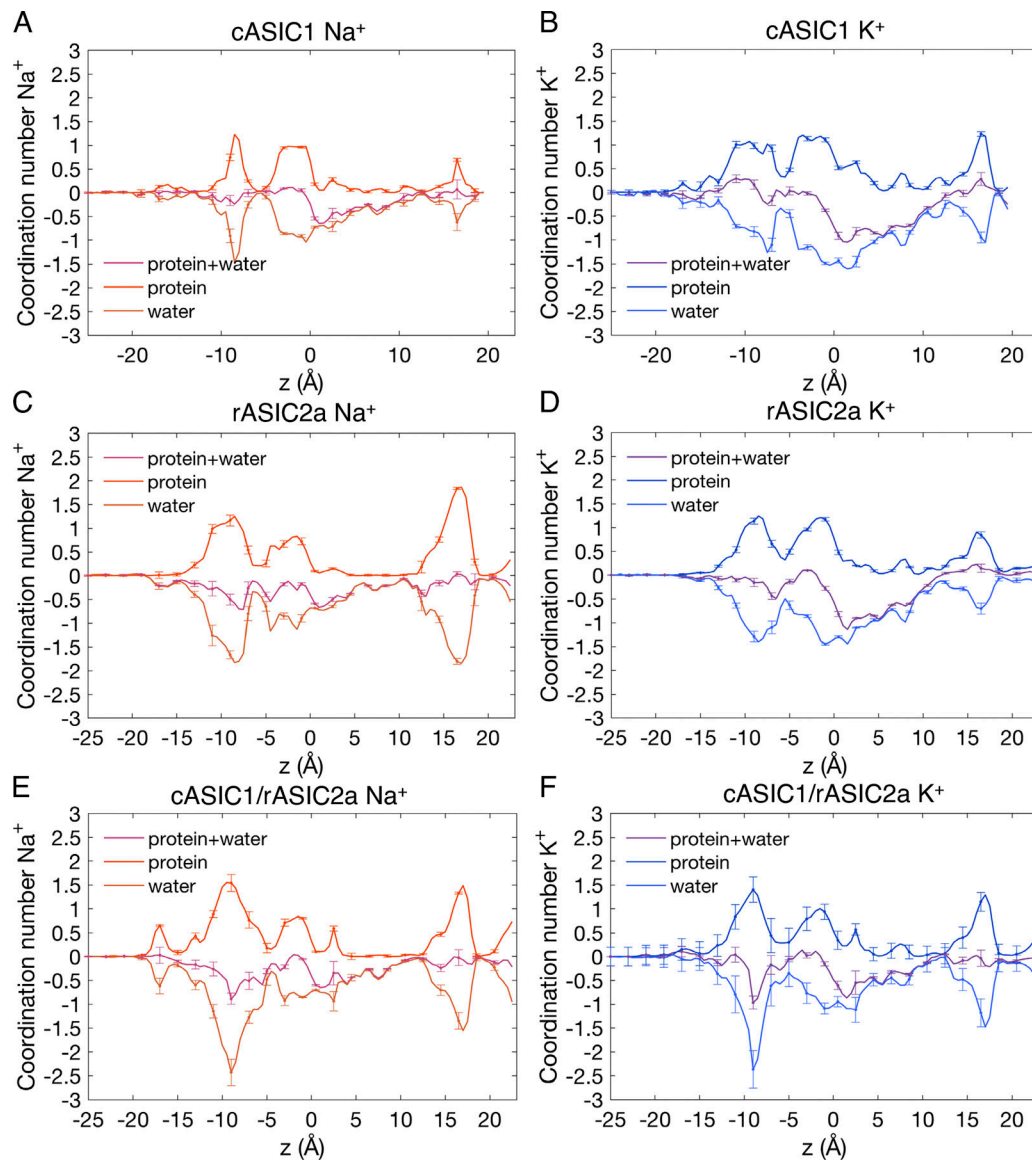 A
cASIC1 Na⁺
3
2.5
2
1.5
1
0.5
0
-0.5
-1
-1.5
-2
-2.5
-3
Coordination number Na⁺
protein+water
protein
water
-20
-10
0
10
20
z (Å)
B
cASIC1 K⁺
3
2.5
2
1.5
1
0.5
0
-0.5
-1
-1.5
-2
-2.5
-3
Coordination number K⁺
protein+water
protein
water
-20
-10
0
10
20
z (Å)
C
rASIC2a Na⁺
3
2.5
2
1.5
1
0.5
0
-0.5
-1
-1.5
-2
-2.5
-3
Coordination number Na⁺
protein+water
protein
water
-25 -20 -15 -10 -5 0 5 10 15 20
z (Å)
D
rASIC2a K⁺
3
2.5
2
1.5
1
0.5
0
-0.5
-1
-1.5
-2
-2.5
-3
Coordination number K⁺
protein+water
protein
water
-25 -20 -15 -10 -5 0 5 10 15 20
z (Å)
E
cASIC1/rASIC2a Na⁺
3
2.5
2
1.5
1
0.5
0
-0.5
-1
-1.5
-2
-2.5
-3
Coordination number Na⁺
protein+water
protein
water
-25 -20 -15 -10 -5 0 5 10 15 20
z (Å)
F
cASIC1/rASIC2a K⁺
3
2.5
2
1.5
1
0.5
0
-0.5
-1
-1.5
-2
-2.5
-3
Coordination number K⁺
protein+water
protein
water
-25 -20 -15 -10 -5 0 5 10 15 20
z (Å)